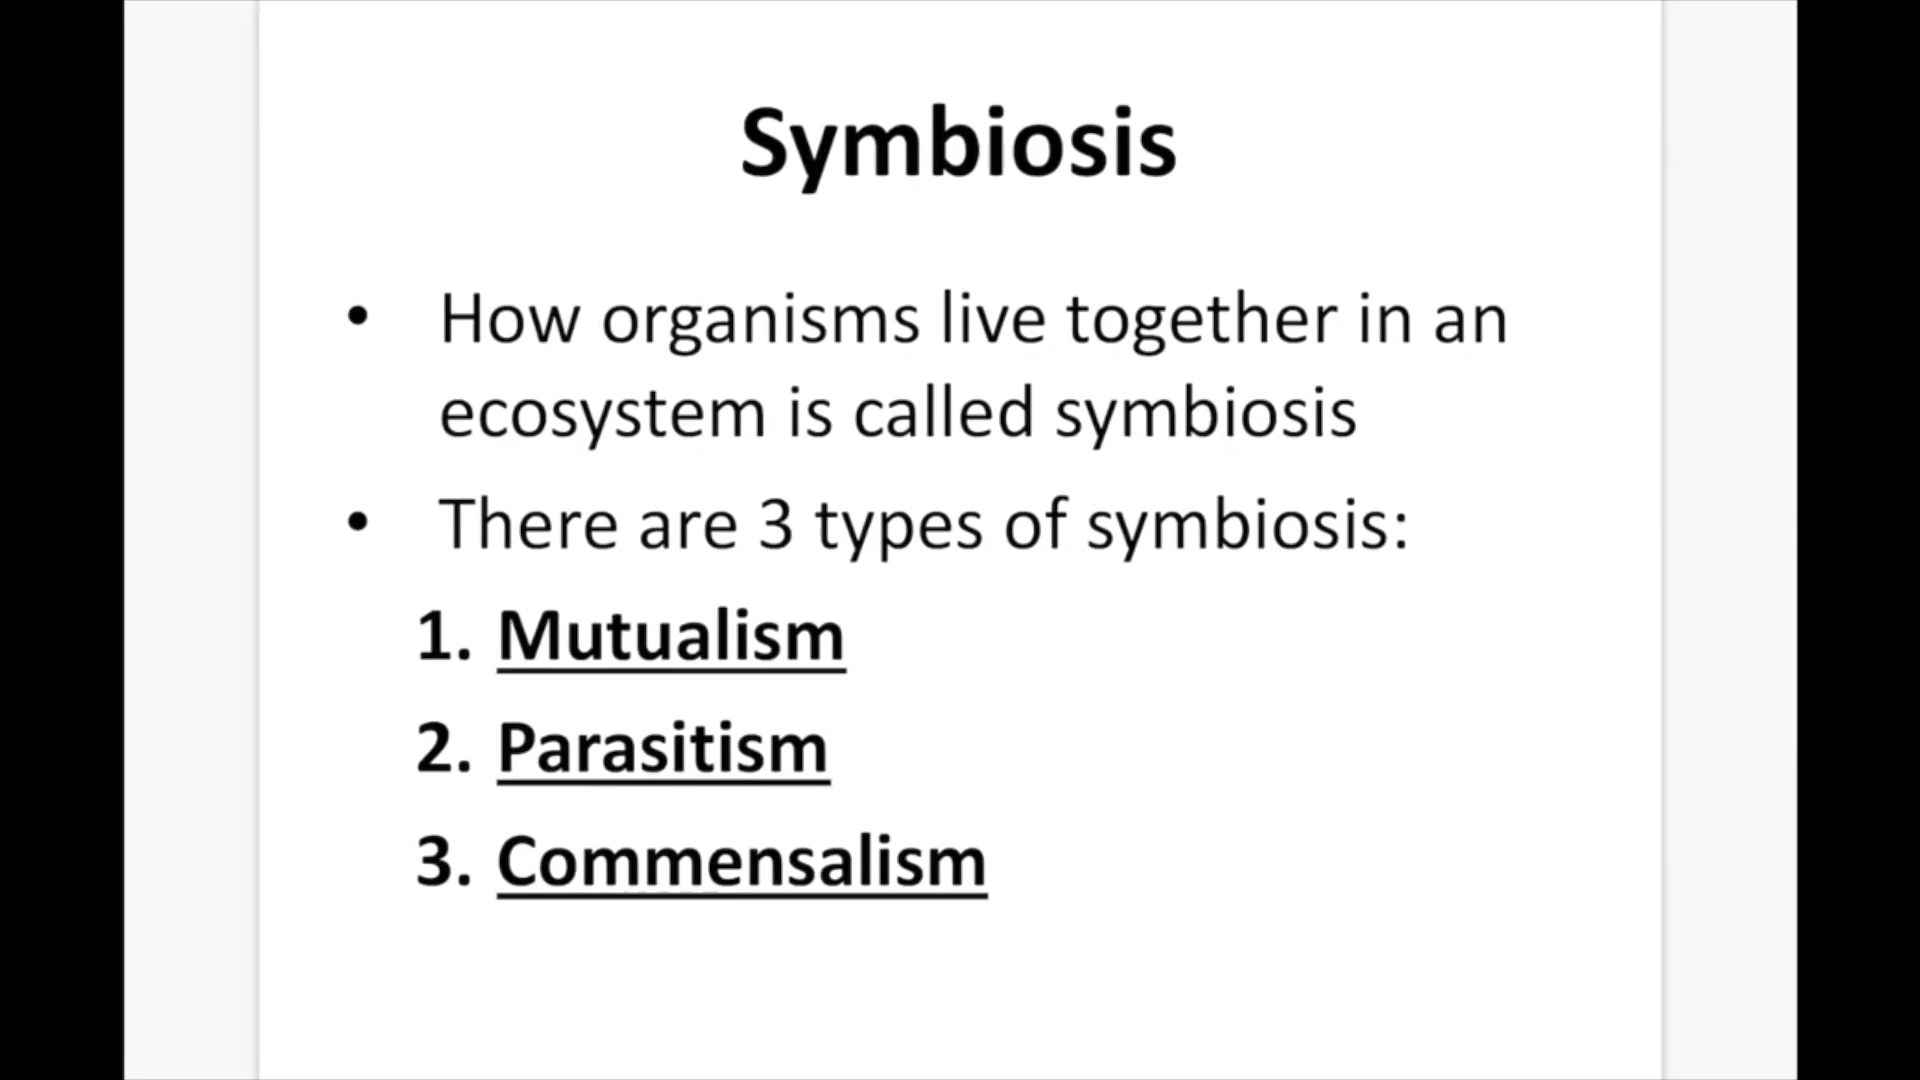 Symbiosis
• How organisms live together in an
ecosystem is called symbiosis
• There are 3 types of symbiosis:
1. Mutualism
2. Parasitism
3. Commensalism